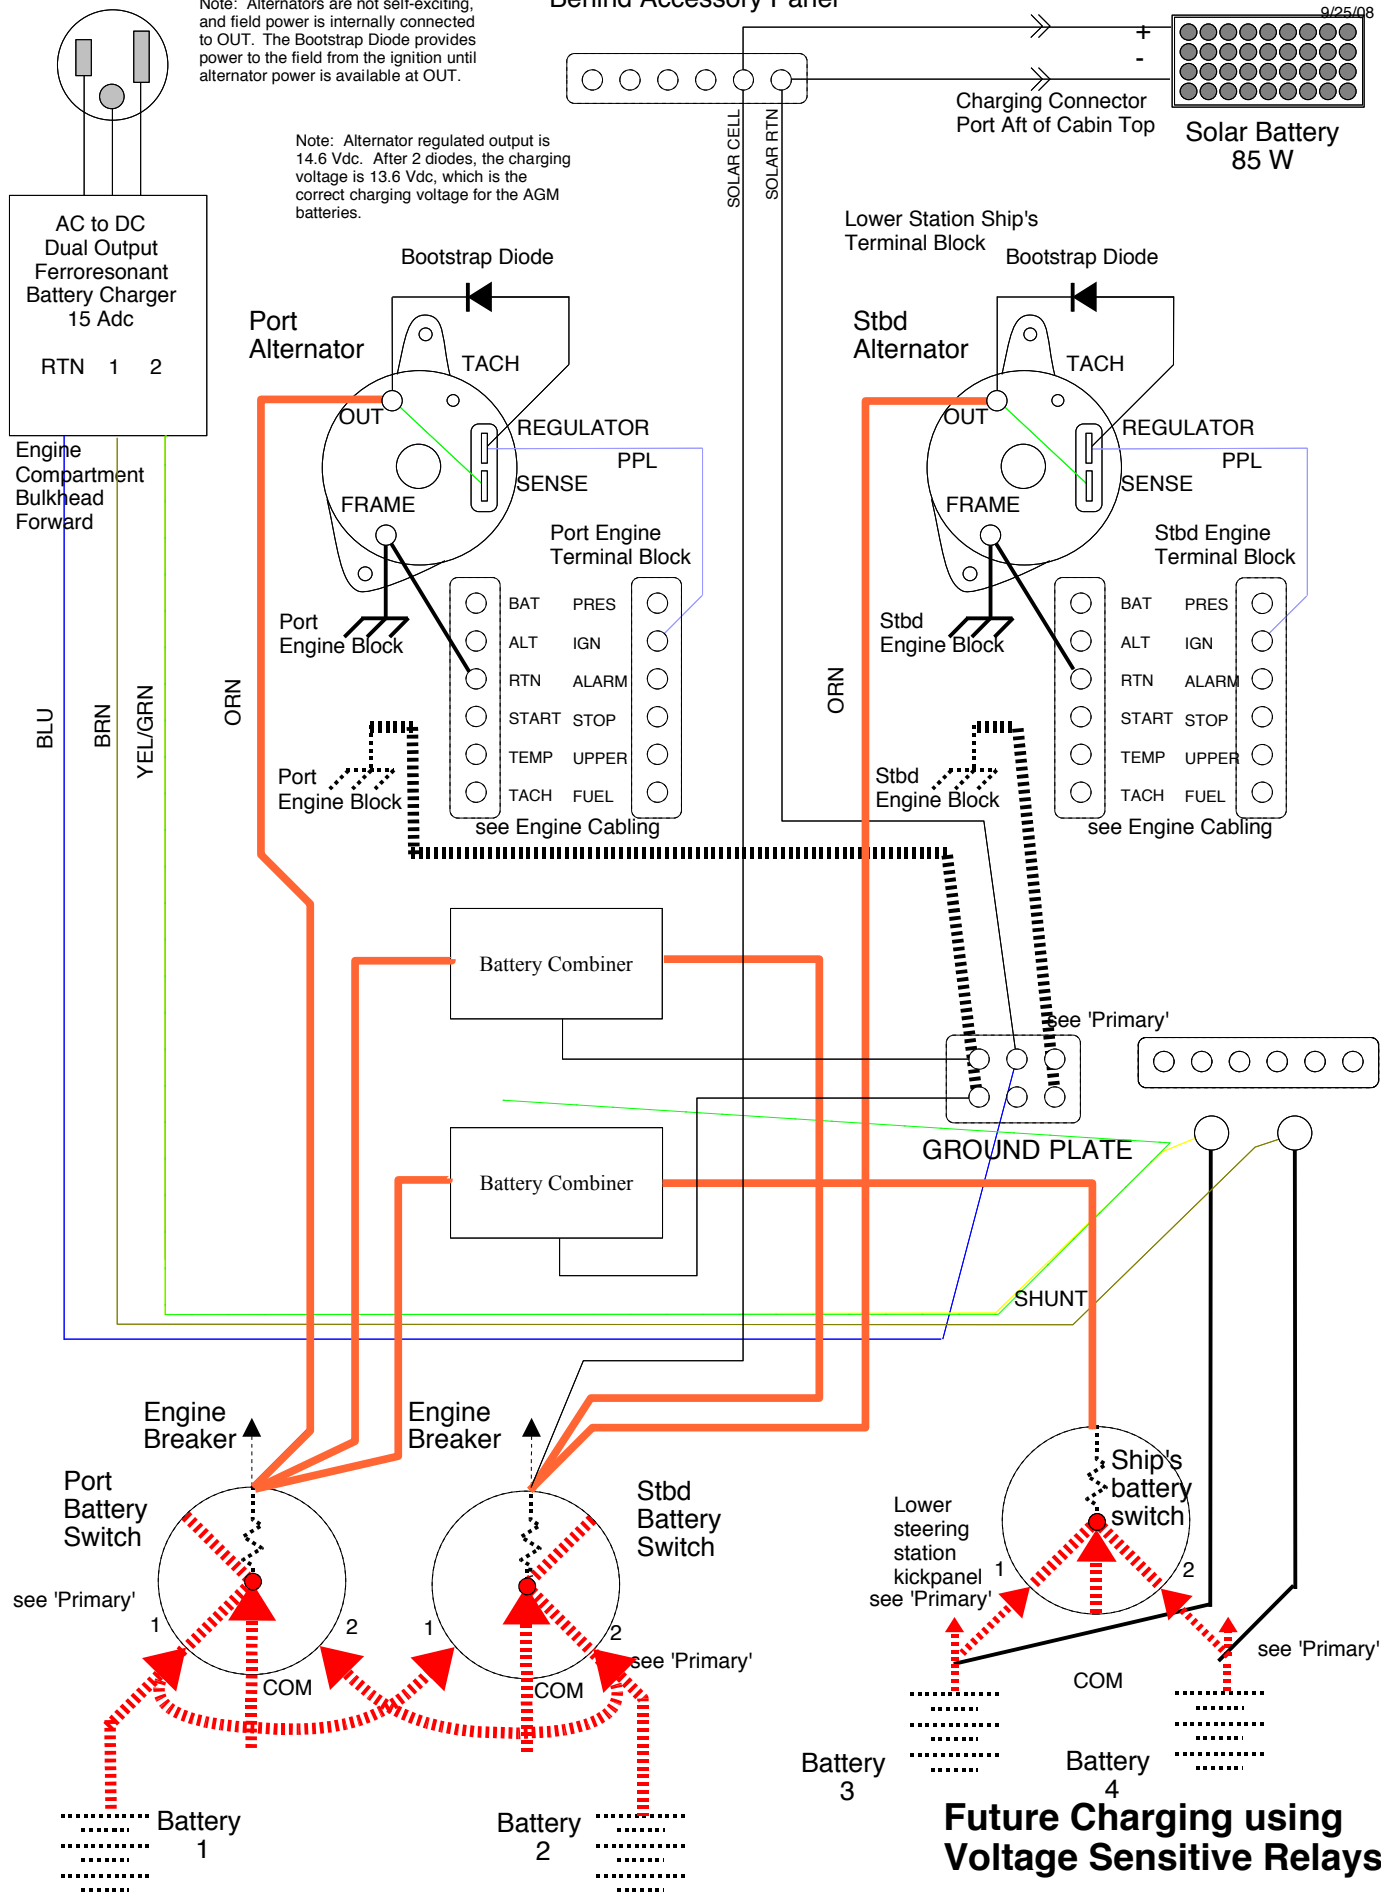 Note: Alternators are not self-exciting,
and field power is internally connected
to OUT. The Bootstrap Diode provides
power to the field from the ignition until
alternator power is available at OUT.
Behind Accessory Panel
9/25/08
+
-
Charging Connector
Port Aft of Cabin Top
Solar Battery
85 W
SOLAR CELL
SOLAR RTN
Note: Alternator regulated output is
14.6 Vdc. After 2 diodes, the charging
voltage is 13.6 Vdc, which is the
correct charging voltage for the AGM
batteries.
AC to DC
Dual Output
Ferroresonant
Battery Charger
15 Adc
RTN 1 2
Engine
Compartment
Bulkhead
Forward
Lower Station Ship's
Terminal Block
Bootstrap Diode
Port
Alternator
TACH
OUT
REGULATOR
PPL
SENSE
FRAME
Port Engine
Terminal Block
Port
Engine Block
BAT PRES
ALT IGN
RTN ALARM
START STOP
TEMP UPPER
TACH FUEL
see Engine Cabling
Port
Engine Block
Bootstrap Diode
Stbd
Alternator
TACH
OUT
REGULATOR
PPL
SENSE
FRAME
Stbd Engine
Terminal Block
Stbd
Engine Block
BAT PRES
ALT IGN
RTN ALARM
START STOP
TEMP UPPER
TACH FUEL
see Engine Cabling
Stbd
Engine Block
BLU
BRN
YEL/GRN
ORN
ORN
Battery Combiner
see 'Primary'
GROUND PLATE
Battery Combiner
SHUNT
Engine
Breaker
Engine
Breaker
Port
Battery
Switch
see 'Primary'
1
2
COM
Stbd
Battery
Switch
1
2
see 'Primary'
COM
Ship's
battery
switch
Lower
steering
station
kickpanel
see 'Primary'
1
2
see 'Primary'
COM
Battery
3
Battery
4
Battery
1
Battery
2
Future Charging using
Voltage Sensitive Relays